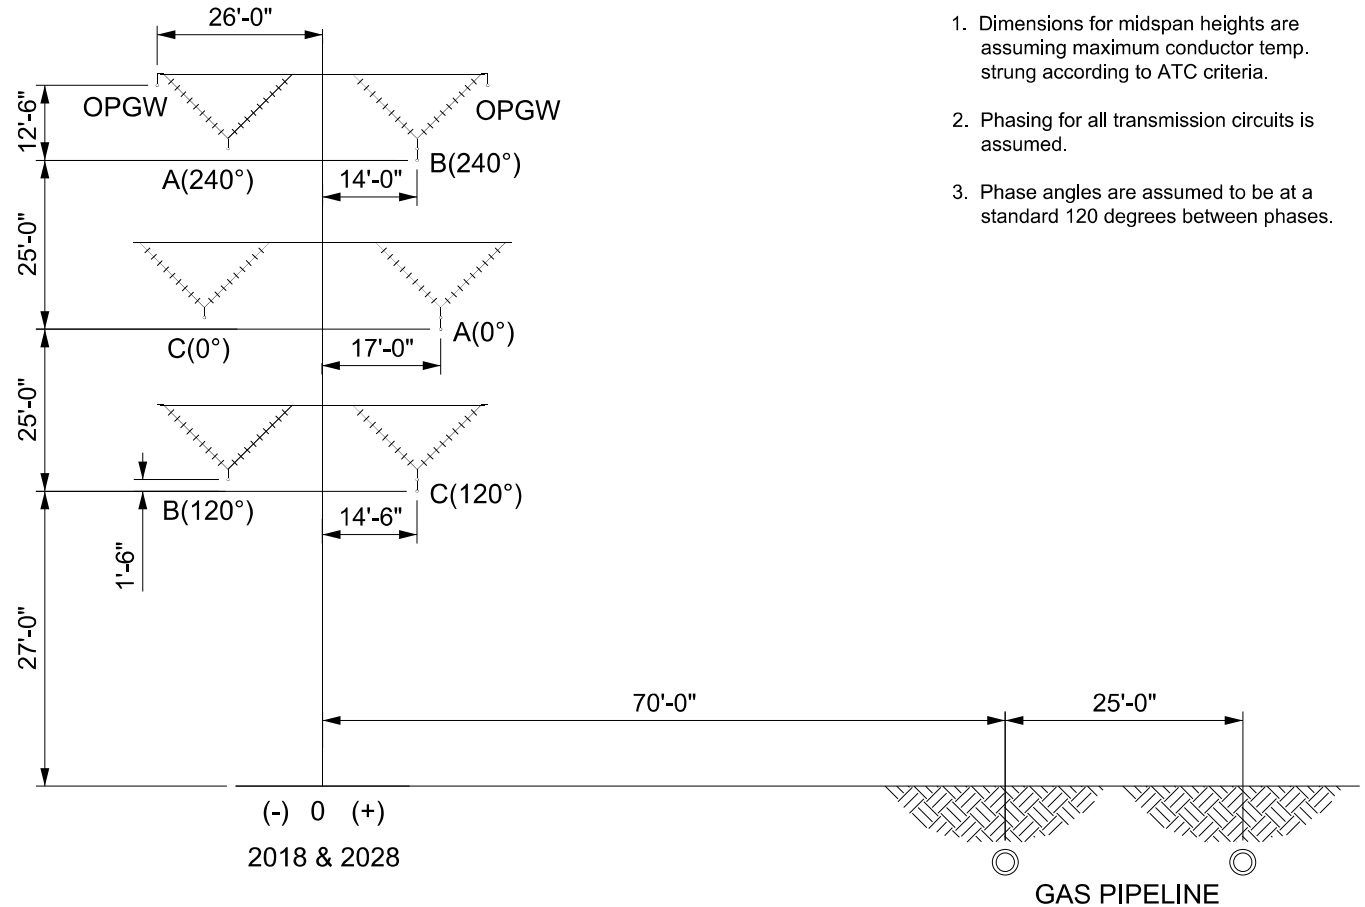 26'-0"
1. Dimensions for midspan heights are
assuming maximum conductor temp.
strung according to ATC criteria.
OPGW
OPGW
12'-6"
2. Phasing for all transmission circuits is
assumed.
A(240°)
14'-0"
B(240°)
3. Phase angles are assumed to be at a
standard 120 degrees between phases.
25'-0"
C(0°)
17'-0"
A(0°)
25'-0"
B(120°)
14'-6"
C(120°)
1'-6"
27'-0"
70'-0"
25'-0"
(-) 0 (+)
2018 & 2028
GAS PIPELINE